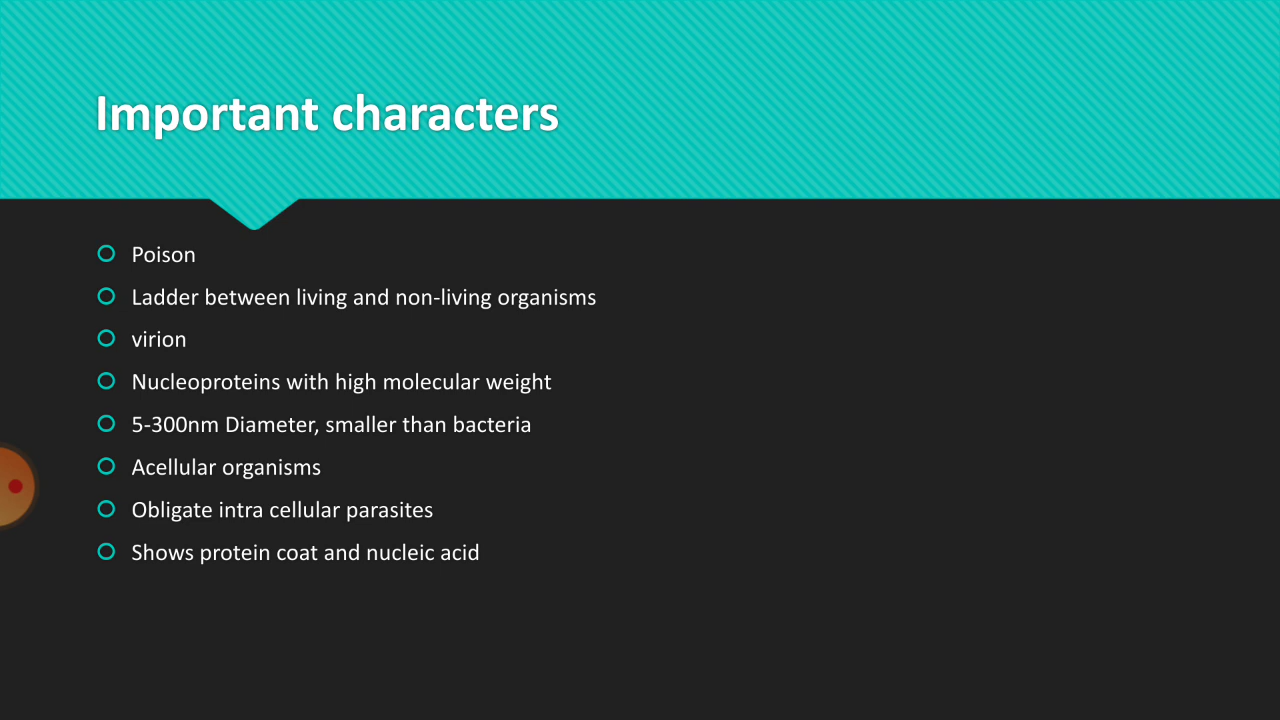 Important characters
Poison
Ladder between living and non-living organisms
virion
Nucleoproteins with high molecular weight
5-300nm Diameter, smaller than bacteria
Acellular organisms
Obligate intra cellular parasites
Shows protein coat and nucleic acid